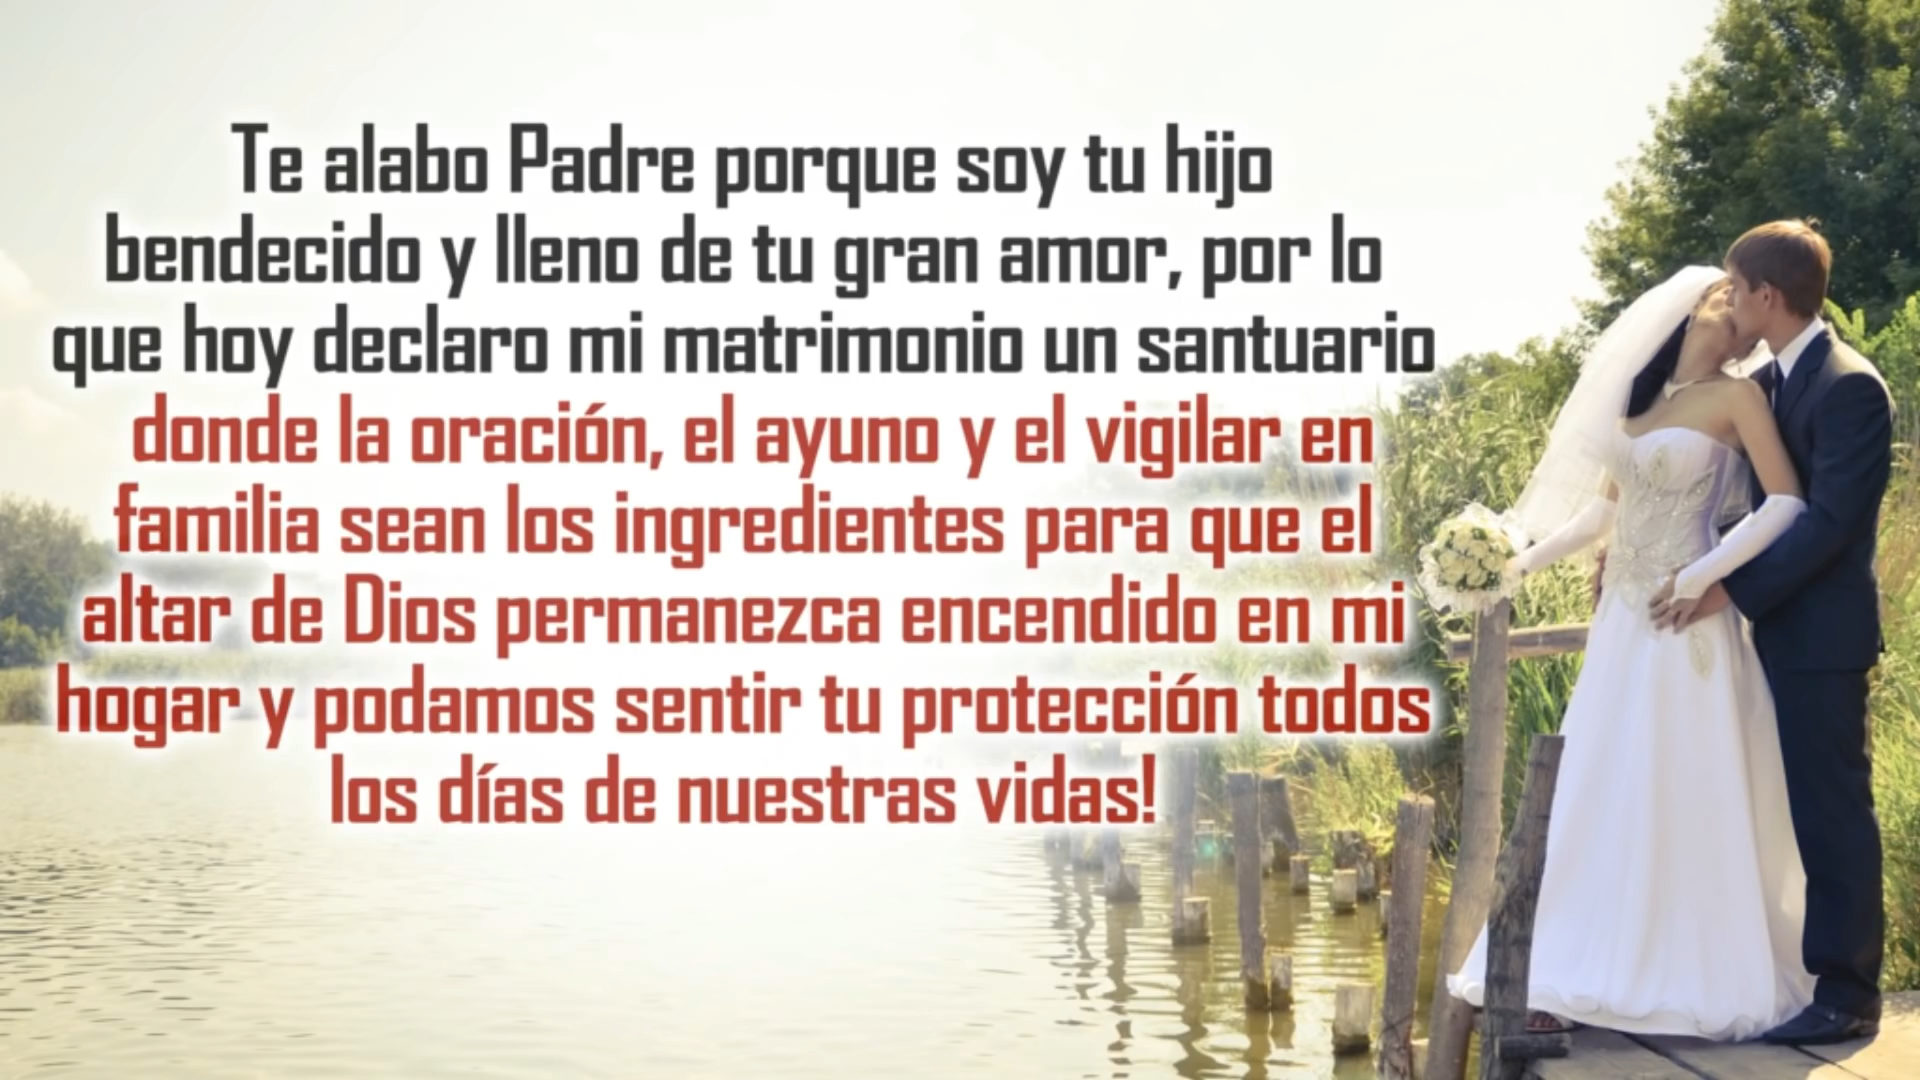 Te alabo Padre porque soy tu hijo
bendecido y lleno de tu gran amor, por lo
que hoy declaro mi matrimonio un santuario
donde la oración, el ayuno y el vigilar en
familia sean los ingredientes para que el
altar de Dios permanezca encendido en mi
hogar y podamos sentir tu protección todos
los días de nuestras vidas!